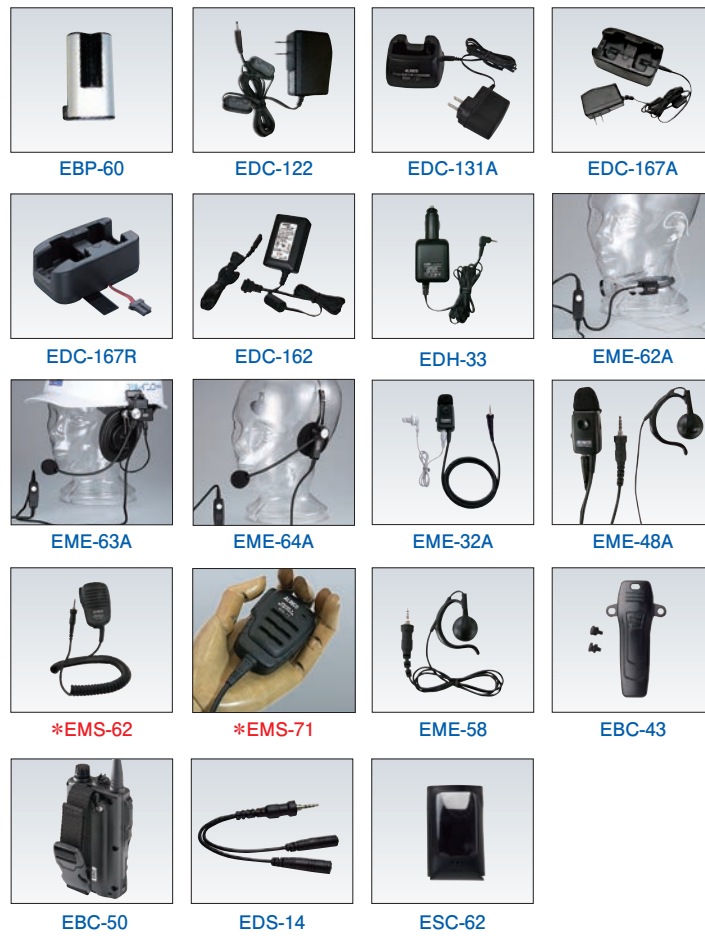 EBP-60 EDC-122 EDC-131A EDC-167A
EDC-167R EDC-162 EDH-33 EME-62A
EME-63A EME-64A EME-32A EME-48A
*EMS-62 *EMS-71 EME-58 EBC-43
EBC-50 EDS-14 ESC-62